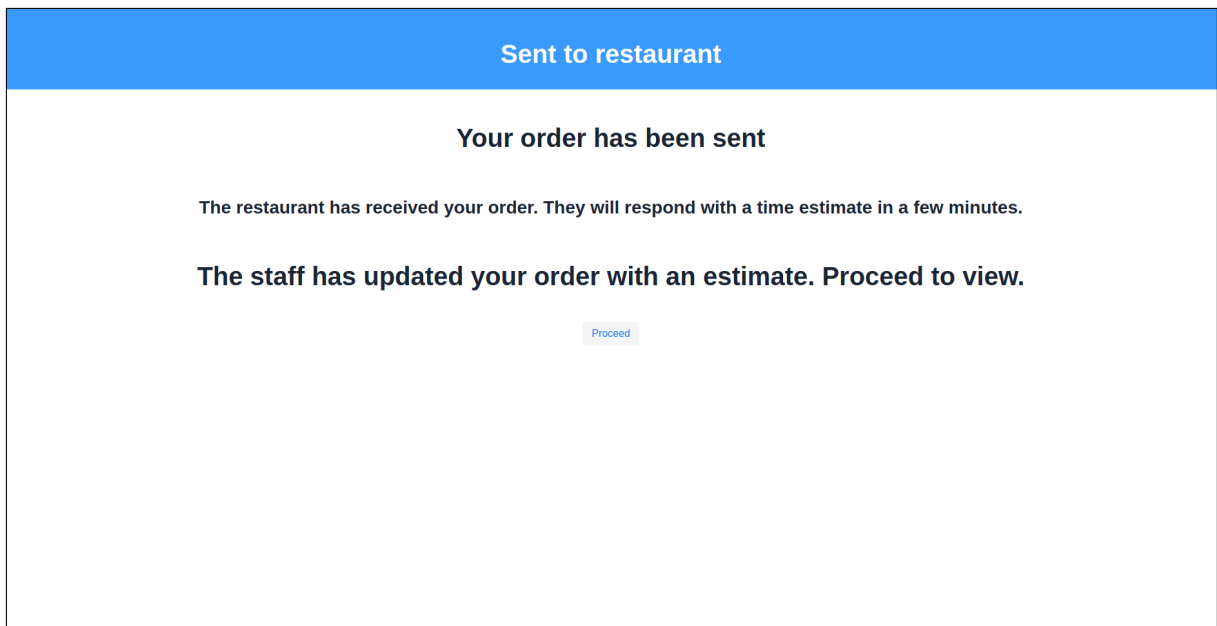 Sent to restaurant
Your order has been sent
The restaurant has received your order. They will respond with a time estimate in a few minutes.
The staff has updated your order with an estimate. Proceed to view.
Proceed